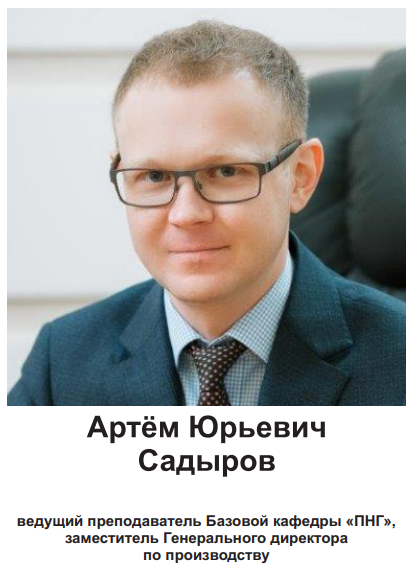 Артём Юрьевич
Садыров
ведущий преподаватель Базовой кафедры «ПНГ»,
заместитель Генерального директора
по производству